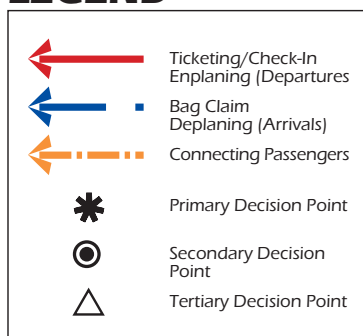 LEGEND
Ticketing/Check-In
Enplaning (Departures
Bag Claim
Deplaning (Arrivals)
Connecting Passengers
Primary Decision Point
Secondary Decision
Point
Tertiary Decision Point